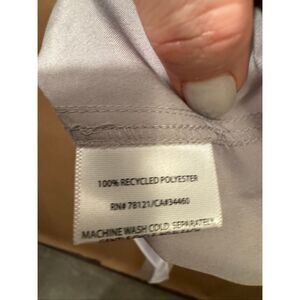 100% RECYCLED POLYESTER
RN# 78121/CA#34460
MACHINE WASH COLD, SEPARATELY